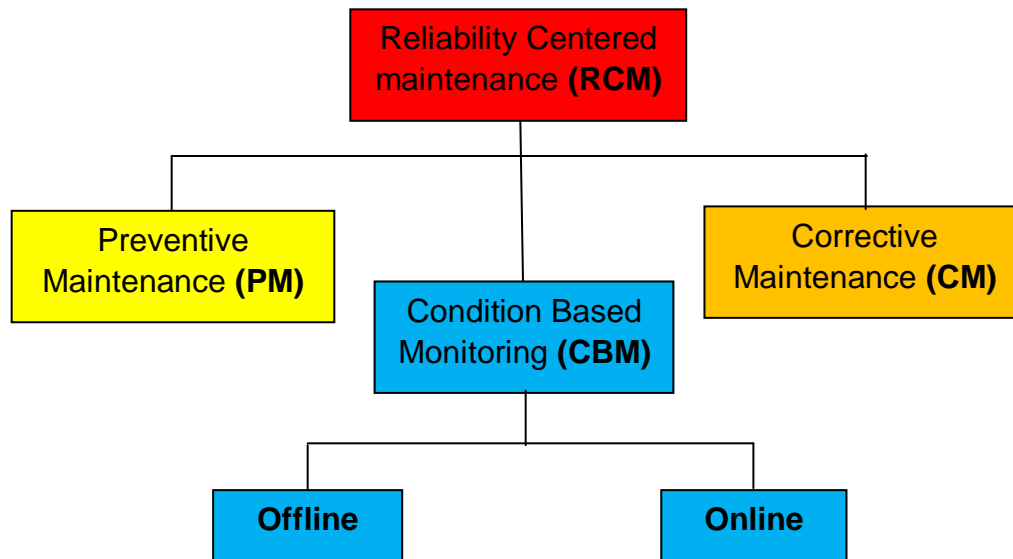 Reliability Centered
maintenance (RCM)
Preventive
Maintenance (PM)
Corrective
Maintenance (CM)
Condition Based
Monitoring (CBM)
Offline
Online